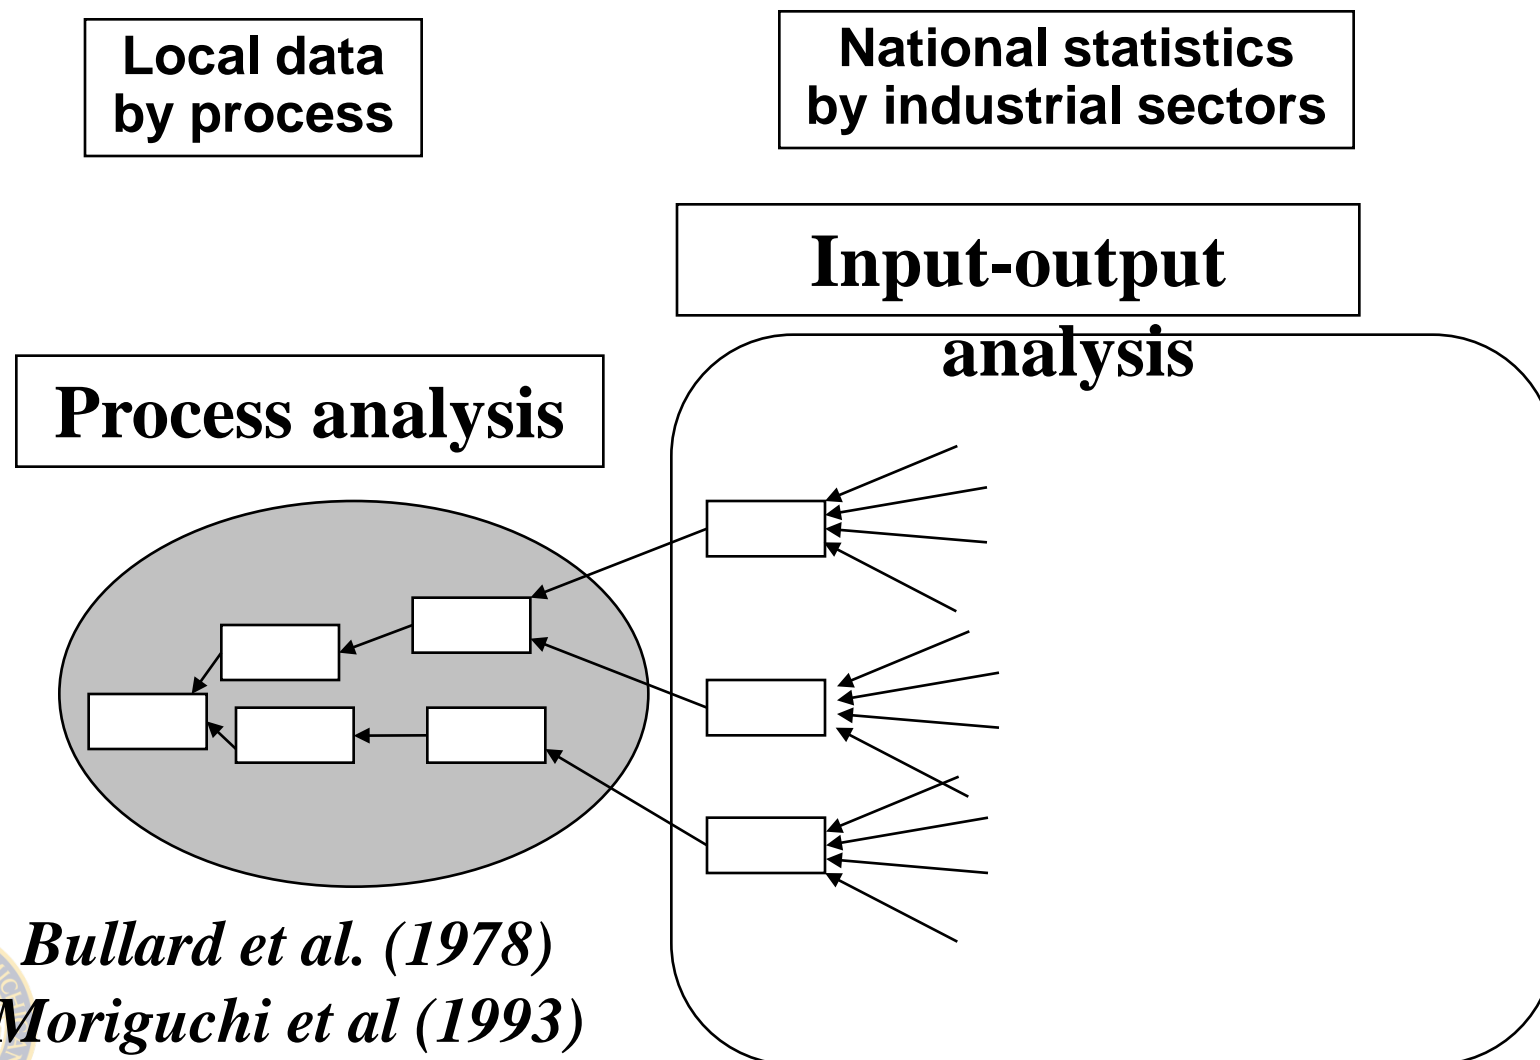 Local data
by process
National statistics
by industrial sectors
Input-output
analysis
Process analysis
Bullard et al. (1978)
Moriguchi et al (1993)